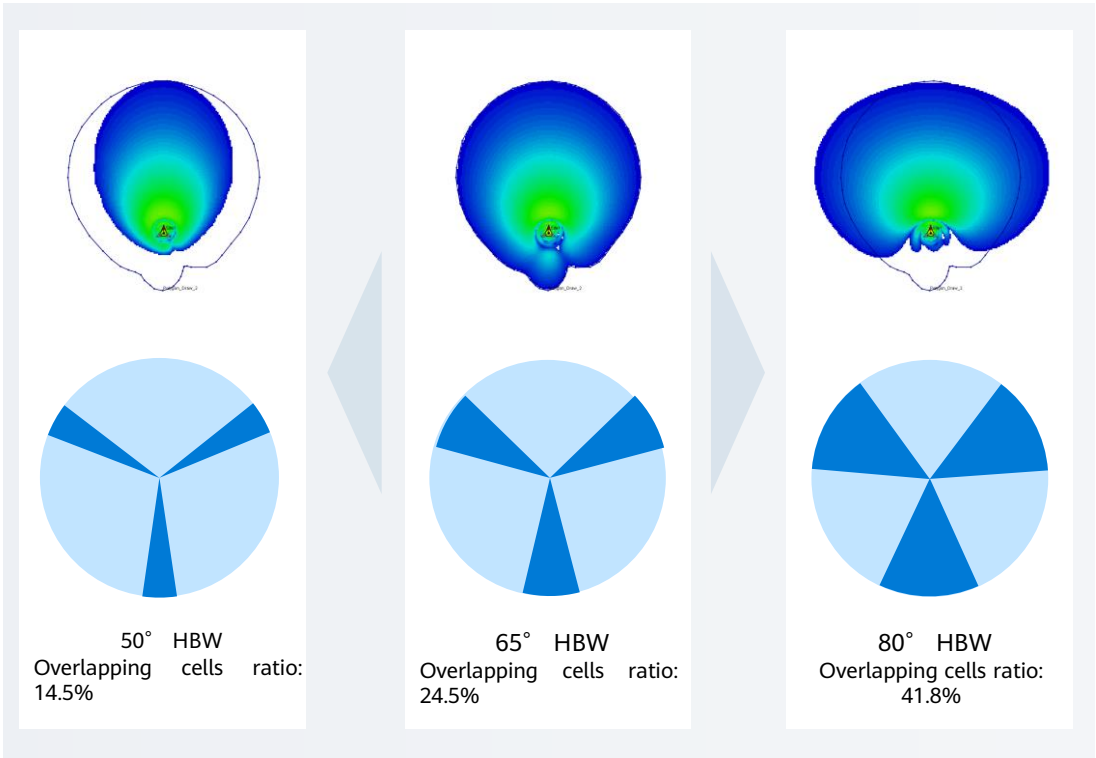 50° HBW
Overlapping cells ratio:
14.5%
65° HBW
Overlapping cells ratio:
24.5%
80° HBW
Overlapping cells ratio:
41.8%